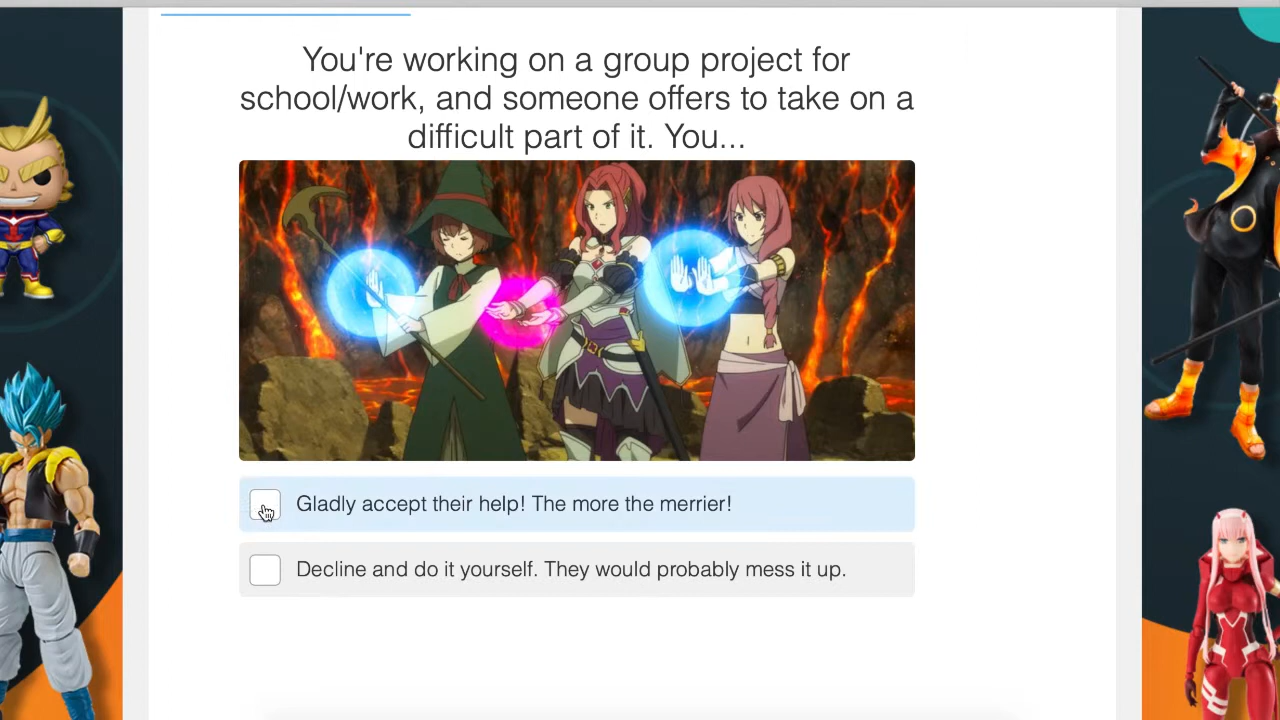 You're working on a group project for
school/work, and someone offers to take on a
difficult part of it. You...
Gladly accept their help! The more the merrier!
Decline and do it yourself. They would probably mess it up.